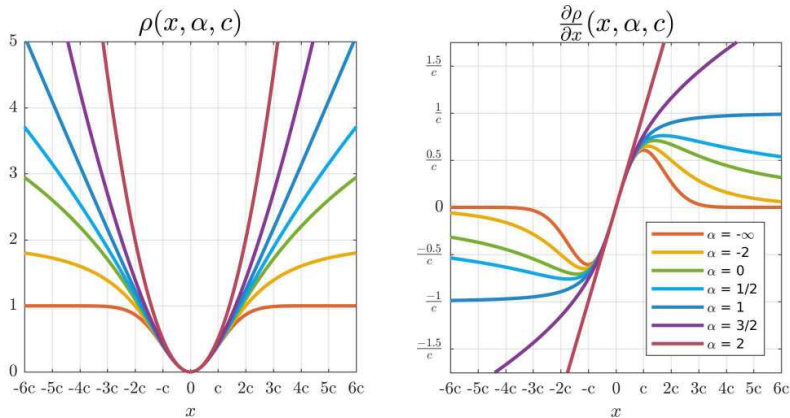 ρ(x, α, c)
5
4
3
2
1
0
-6c -5c -4c -3c -2c -c 0 c 2c 3c 4c 5c 6c
x
∂ρ/∂x (x, α, c)
1.5/c
1/c
0.5/c
0
-0.5/c
-1/c
-1.5/c
α = -∞
α = -2
α = 0
α = 1/2
α = 1
α = 3/2
α = 2
-6c -5c -4c -3c -2c -c 0 c 2c 3c 4c 5c 6c
x